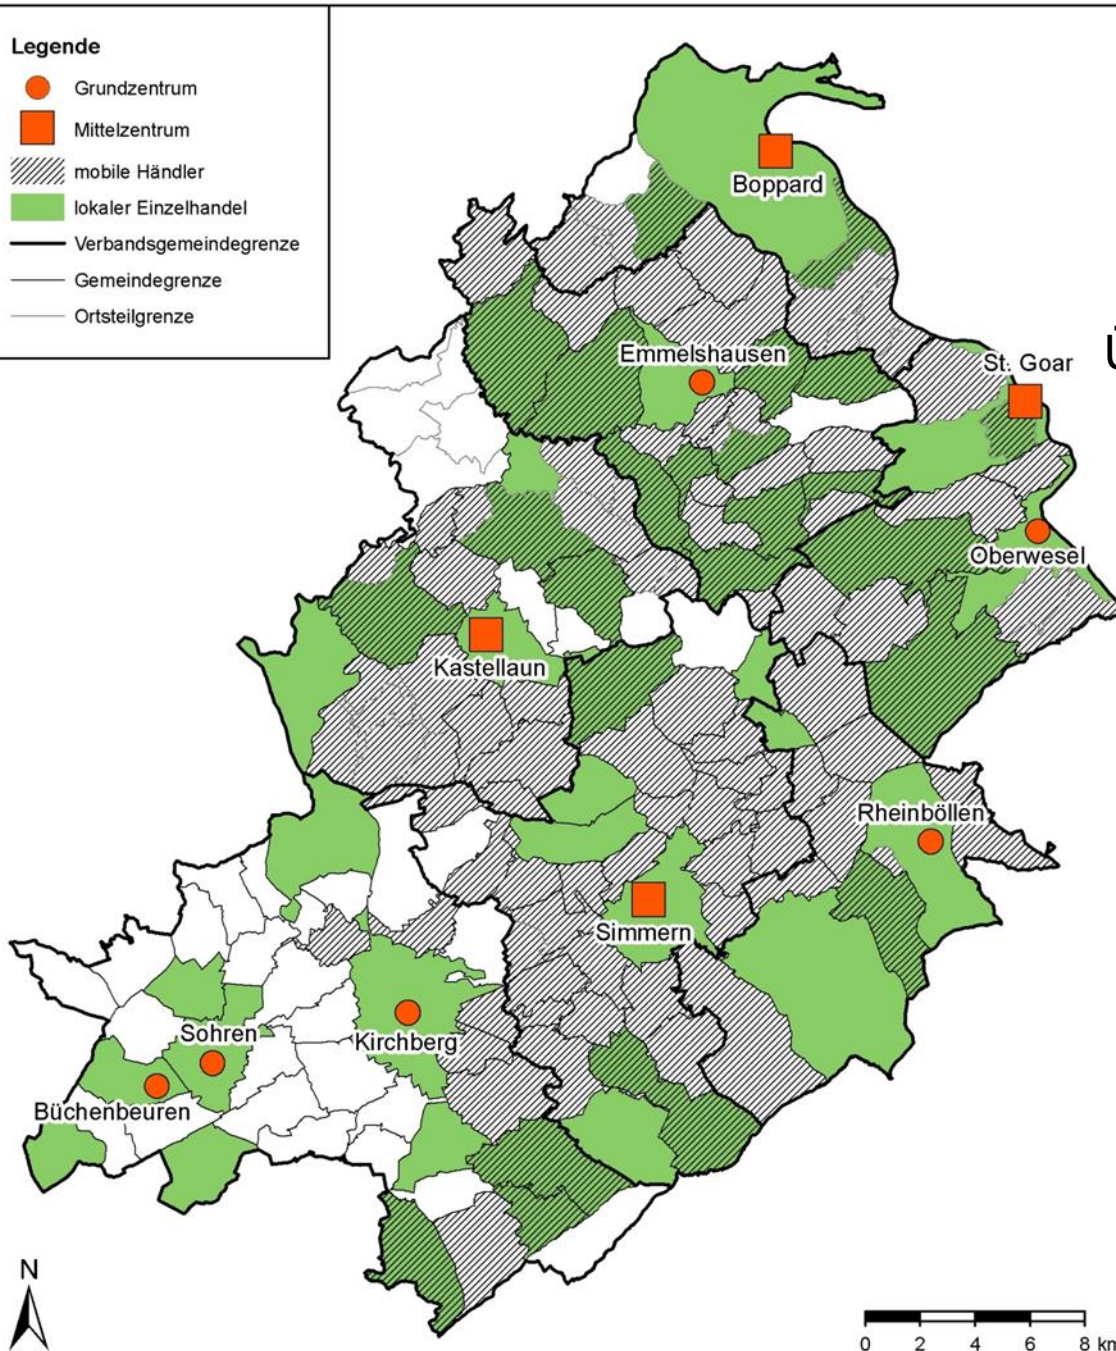 Legende
Grundzentrum
Mittelzentrum
mobile Händler
lokaler Einzelhandel
Verbandsgemeindegrenze
Gemeindegrenze
Ortsteilgrenze
Boppard
Emmelshausen
Ü
St. Goar
Oberwesel
Kastellaun
Rheinböllen
Simmern
Sohren
Kirchberg
Büchenbeuren
N
0 2 4 6 8 km